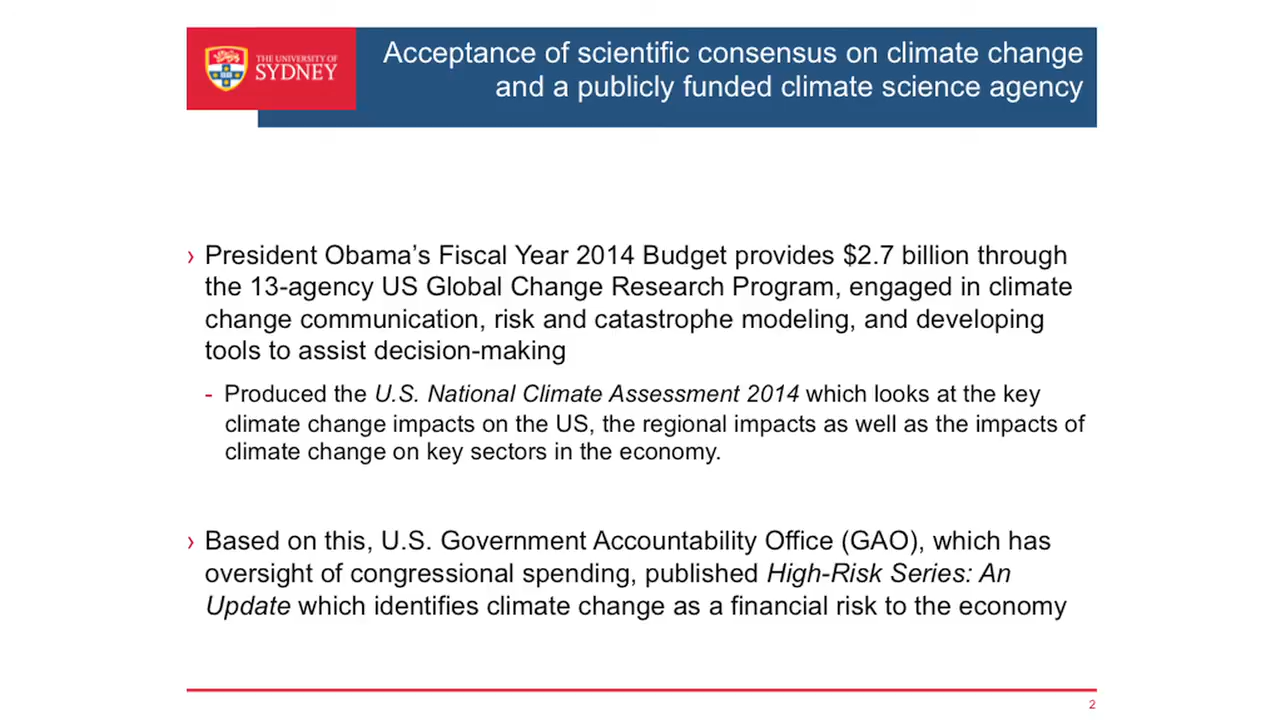 THE UNIVERSITY OF
SYDNEY
Acceptance of scientific consensus on climate change
and a publicly funded climate science agency
› President Obama’s Fiscal Year 2014 Budget provides $2.7 billion through
the 13-agency US Global Change Research Program, engaged in climate
change communication, risk and catastrophe modeling, and developing
tools to assist decision-making
- Produced the U.S. National Climate Assessment 2014 which looks at the key
climate change impacts on the US, the regional impacts as well as the impacts of
climate change on key sectors in the economy.
› Based on this, U.S. Government Accountability Office (GAO), which has
oversight of congressional spending, published High-Risk Series: An
Update which identifies climate change as a financial risk to the economy
2